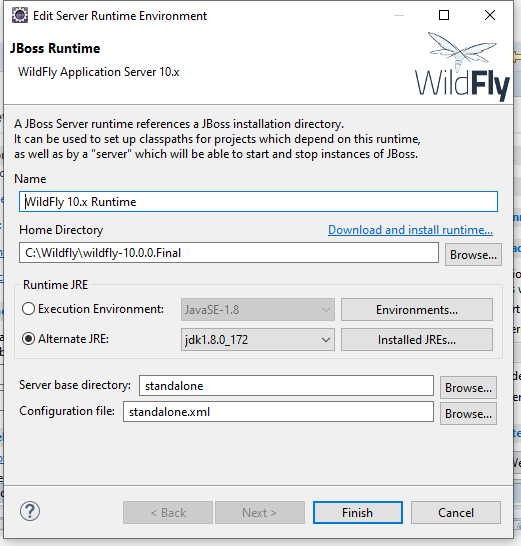 Edit Server Runtime Environment
JBoss Runtime
WildFly Application Server 10.x
WildFly
A JBoss Server runtime references a JBoss installation directory.
It can be used to set up classpaths for projects which depend on this runtime,
as well as by a "server" which will be able to start and stop instances of JBoss.
Name
WildFly 10.x Runtime
Home Directory Download and install runtime...
C:\Wildfly\wildfly-10.0.0.Final Browse...
Runtime JRE
Execution Environment: JavaSE-1.8 Environments...
Alternate JRE: jdk1.8.0_172 Installed JREs...
Server base directory: standalone Browse...
Configuration file: standalone.xml Browse...
? < Back Next > Finish Cancel